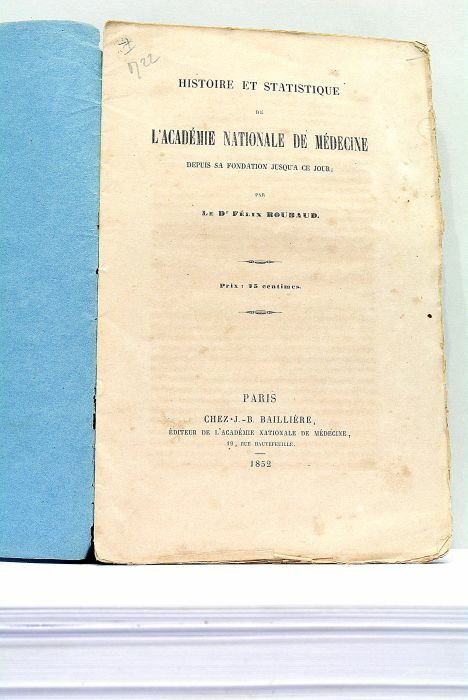 HISTOIRE ET STATISTIQUE
DE
L'ACADÉMIE NATIONALE DE MÉDECINE
DEPUIS SA FONDATION JUSQU'A CE JOUR;
PAR
LE Dr FÉLIX ROUBAUD.
Prix : 95 centimes.
PARIS
CHEZ J.-B. BAILLIÈRE,
ÉDITEUR DE L'ACADÉMIE NATIONALE DE MÉDECINE,
19, RUE HAUTEFEUILLE.
1852